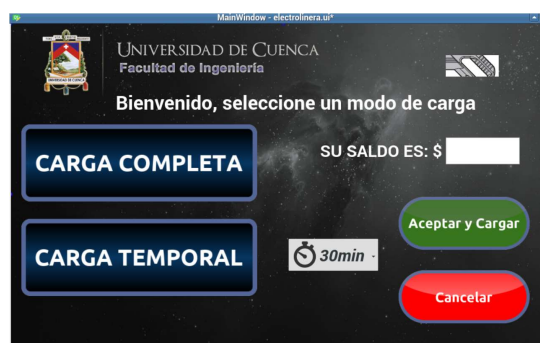 MainWindow - electrolinera.ui*
UNIVERSIDAD DE CUENCA
Facultad de Ingeniería
Bienvenido, seleccione un modo de carga
CARGA COMPLETA
SU SALDO ES: $
CARGA TEMPORAL
30min
Aceptar y Cargar
Cancelar